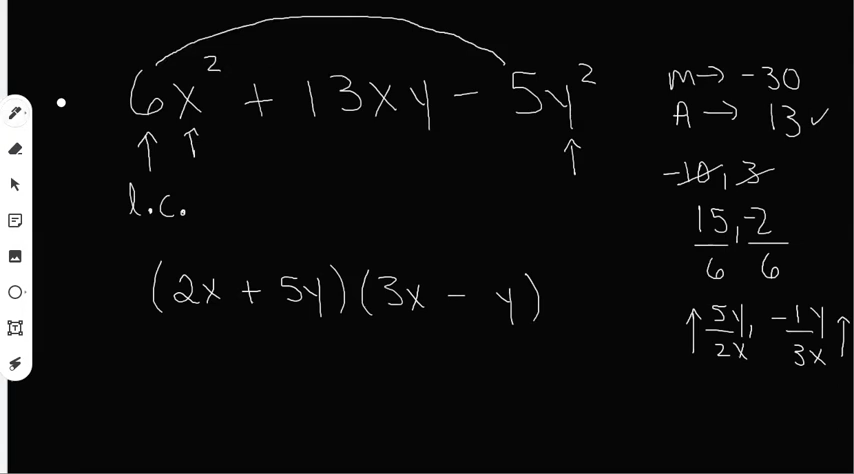 6x² + 13xy - 5y²
l.c.
(2x + 5y)(3x - y)
m → -30
A → 13 ✓
-10, 3
15/6, -2/6
↑ 5y/2x, -1y/3x ↑